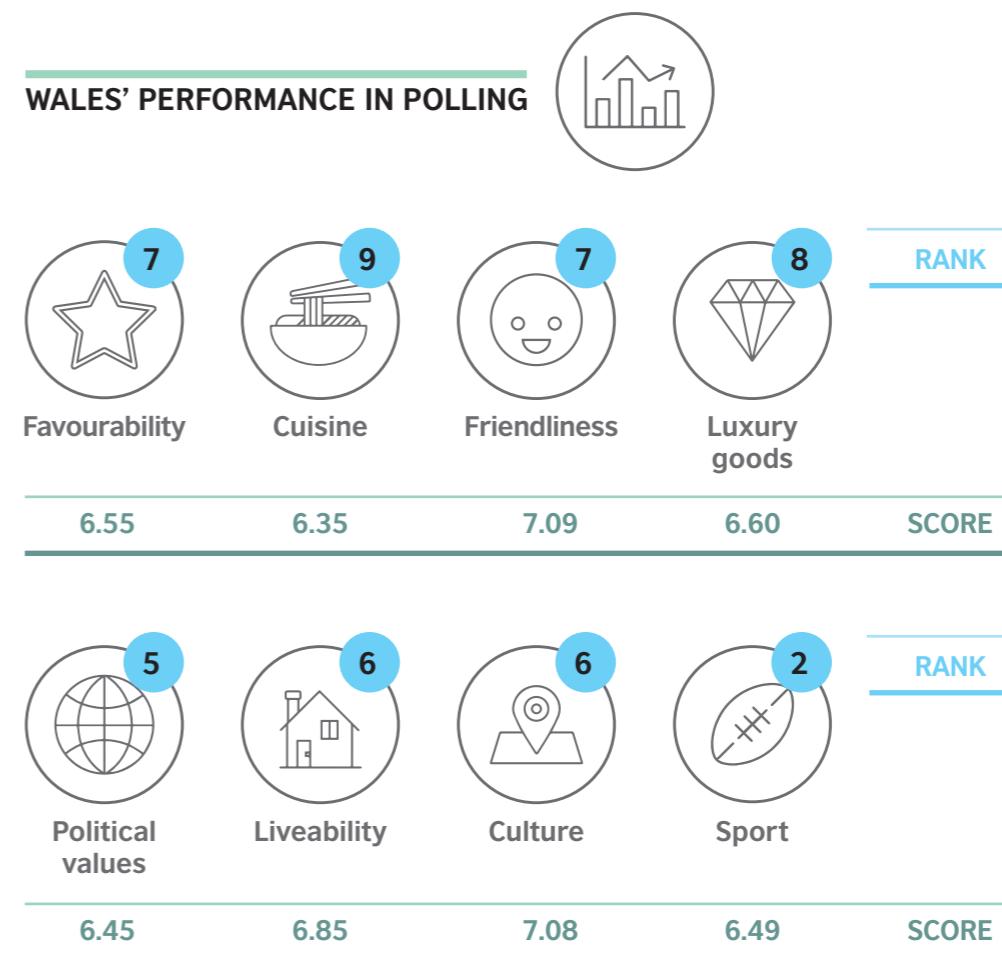 WALES’ PERFORMANCE IN POLLING
7 9 7 8 RANK
Favourability Cuisine Friendliness Luxury
goods
6.55 6.35 7.09 6.60 SCORE
5 6 6 2 RANK
Political Liveability Culture Sport
values
6.45 6.85 7.08 6.49 SCORE